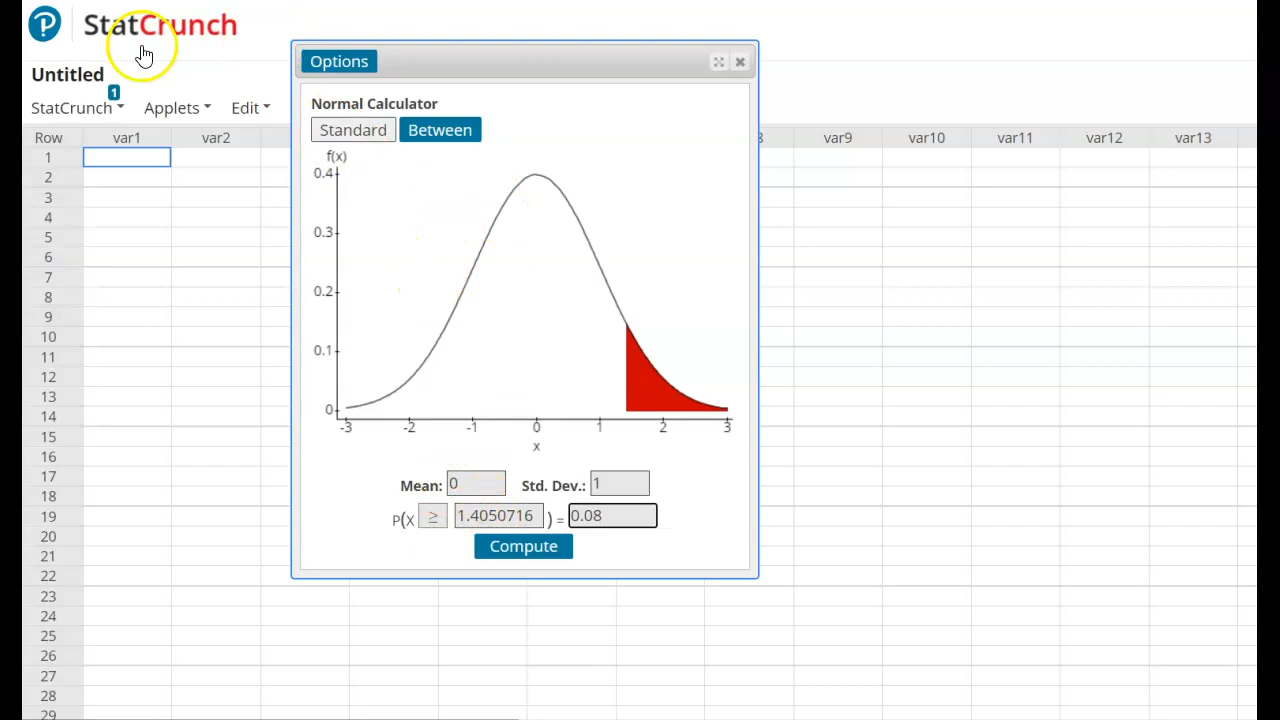 P StatCrunch
Untitled
1
StatCrunch Applets Edit
Options
Normal Calculator
Standard Between
f(x)
0.4
0.3
0.2
0.1
0
-3 -2 -1 0 1 2 3
x
Mean: 0 Std. Dev.: 1
P(X ≥ 1.4050716 ) = 0.08
Compute
Row var1 var2 8 var9 var10 var11 var12 var13
1
2
3
4
5
6
7
8
9
10
11
12
13
14
15
16
17
18
19
20
21
22
23
24
25
26
27
28
29